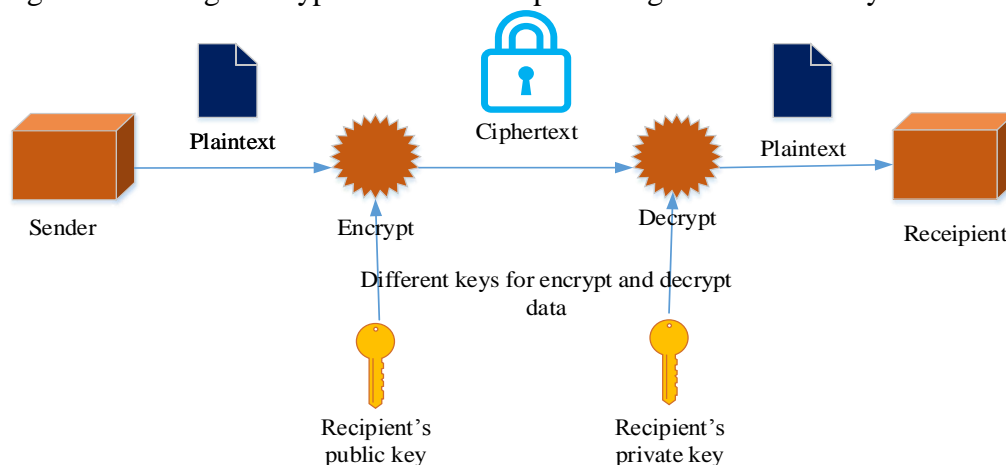 Plaintext
Ciphertext
Plaintext
Sender
Encrypt
Decrypt
Receipient
Different keys for encrypt and decrypt
data
Recipient's
public key
Recipient's
private key